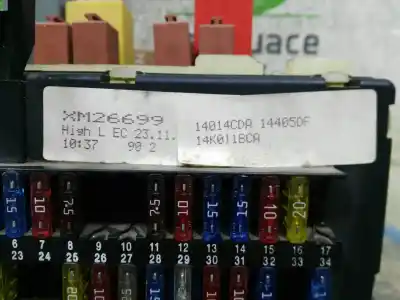 uace
XM26699
High L EC 23.11.
10:37 90 2
14014CDA 14405DF
14K011BCA
15 10 7.5 7.5 10 15 15 10 20
6 7 8 9 10 11 12 13 14 15 16 17
23 24 25 26 27 28 29 30 31 32 33 34